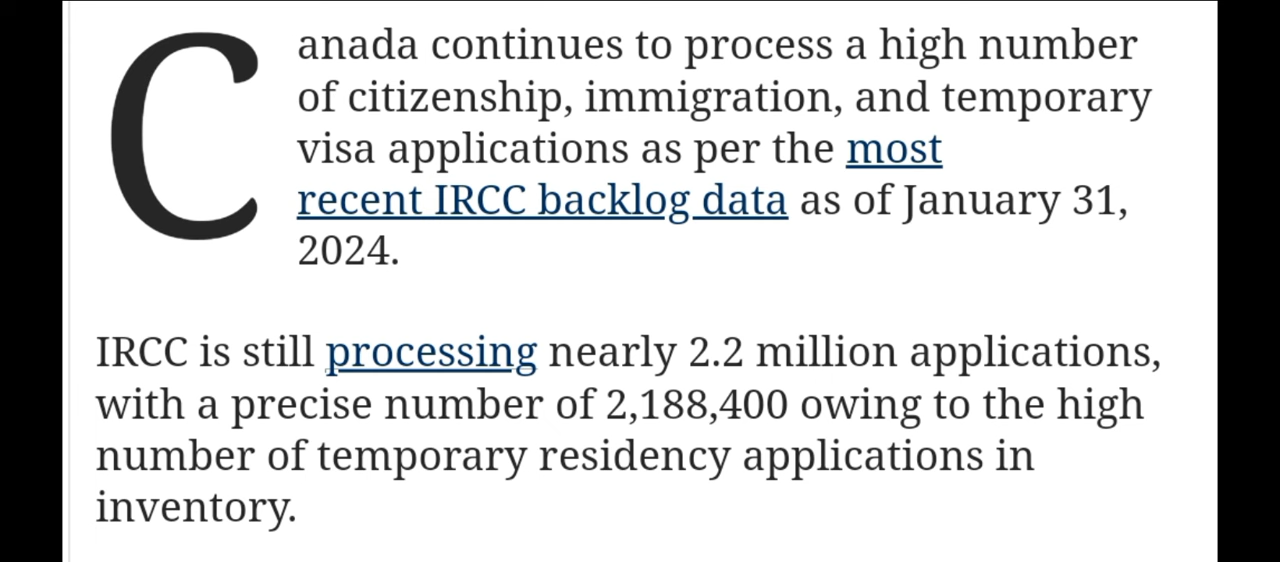 Canada continues to process a high number
of citizenship, immigration, and temporary
visa applications as per the most
recent IRCC backlog data as of January 31,
2024.
IRCC is still processing nearly 2.2 million applications,
with a precise number of 2,188,400 owing to the high
number of temporary residency applications in
inventory.